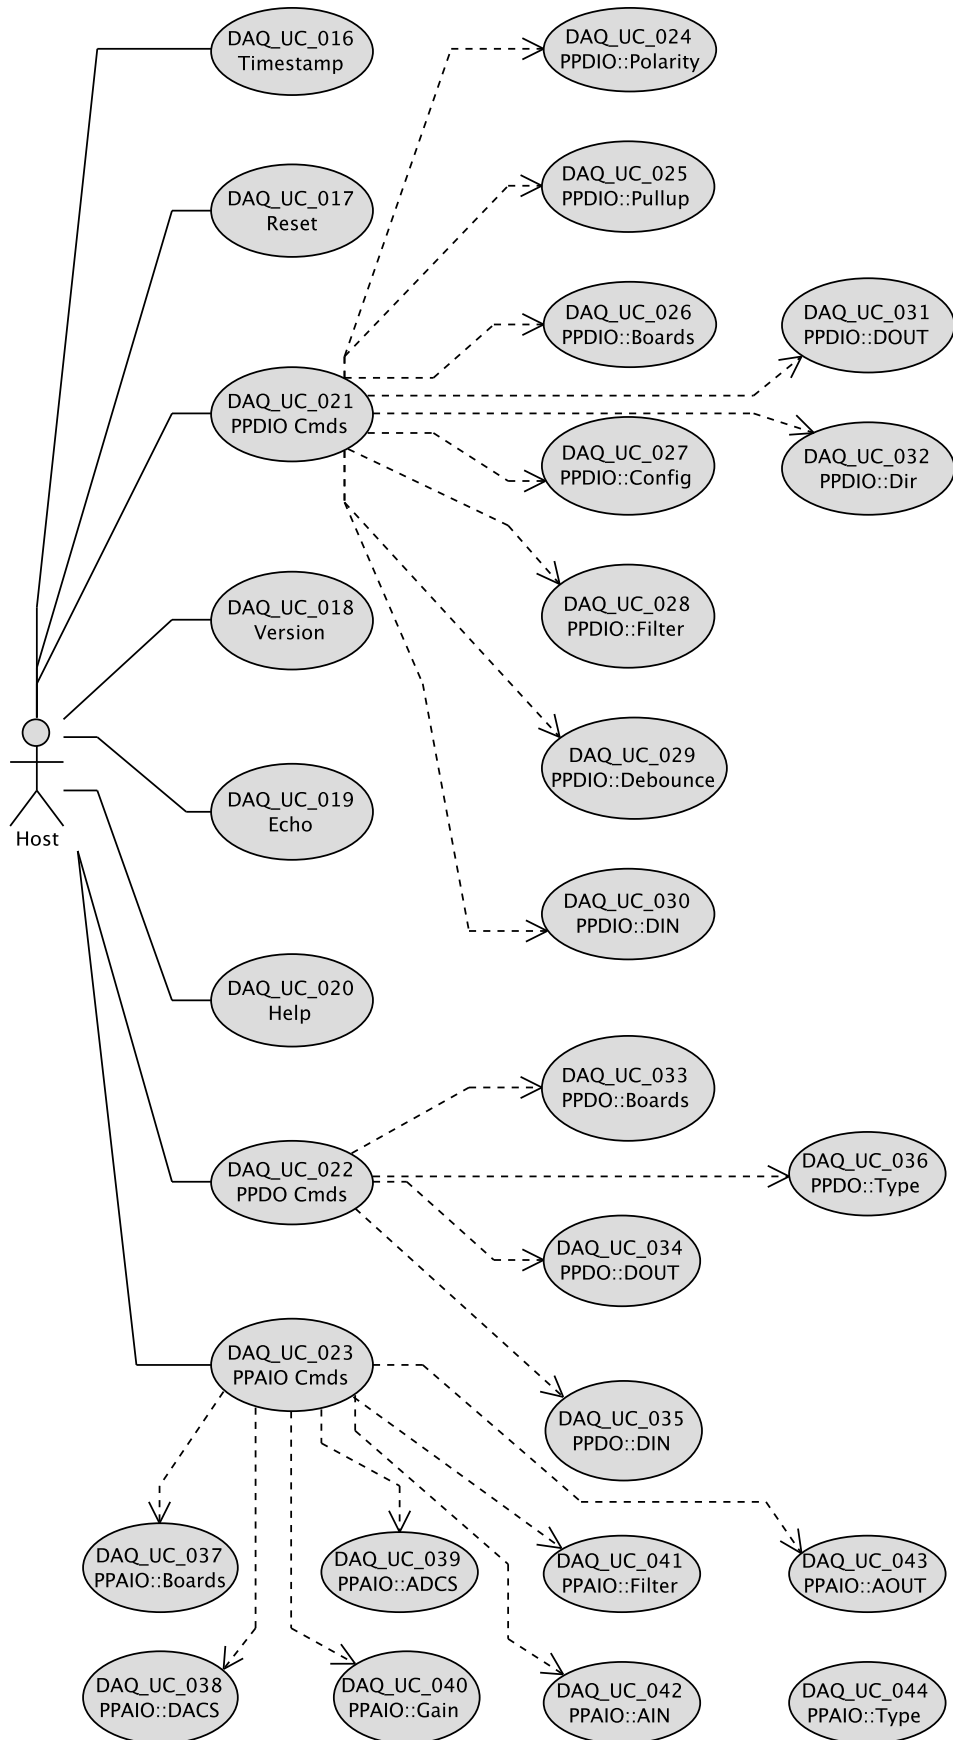 DAQ_UC_016
Timestamp
DAQ_UC_024
PPDIO::Polarity
DAQ_UC_017
Reset
DAQ_UC_025
PPDIO::Pullup
DAQ_UC_026
PPDIO::Boards
DAQ_UC_031
PPDIO::DOUT
DAQ_UC_021
PPDIO Cmds
DAQ_UC_027
PPDIO::Config
DAQ_UC_032
PPDIO::Dir
DAQ_UC_018
Version
DAQ_UC_028
PPDIO::Filter
DAQ_UC_029
PPDIO::Debounce
Host
DAQ_UC_019
Echo
DAQ_UC_030
PPDIO::DIN
DAQ_UC_020
Help
DAQ_UC_033
PPDO::Boards
DAQ_UC_022
PPDO Cmds
DAQ_UC_036
PPDO::Type
DAQ_UC_034
PPDO::DOUT
DAQ_UC_023
PPAIO Cmds
DAQ_UC_035
PPDO::DIN
DAQ_UC_037
PPAIO::Boards
DAQ_UC_039
PPAIO::ADCS
DAQ_UC_041
PPAIO::Filter
DAQ_UC_043
PPAIO::AOUT
DAQ_UC_038
PPAIO::DACS
DAQ_UC_040
PPAIO::Gain
DAQ_UC_042
PPAIO::AIN
DAQ_UC_044
PPAIO::Type